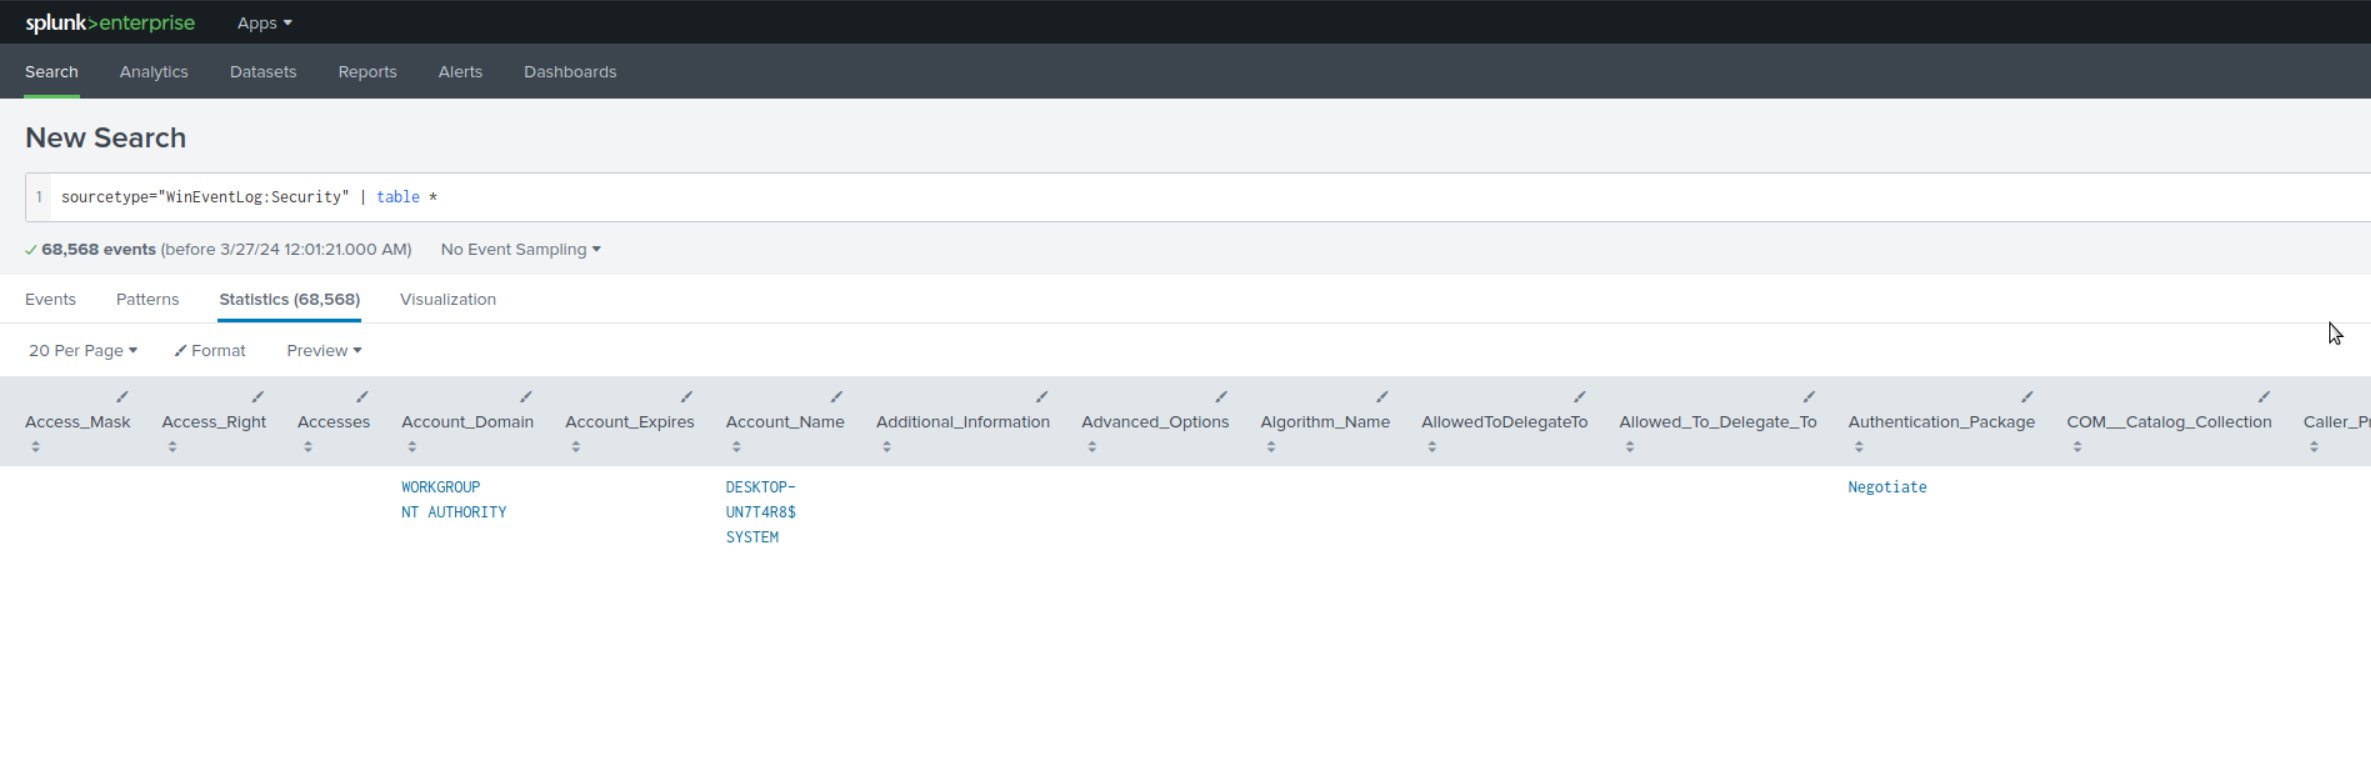 splunk>enterprise Apps
Search Analytics Datasets Reports Alerts Dashboards
New Search
1 sourcetype="WinEventLog:Security" | table *
68,568 events (before 3/27/24 12:01:21.000 AM) No Event Sampling
Events Patterns Statistics (68,568) Visualization
20 Per Page Format Preview
Access_Mask Access_Right Accesses Account_Domain Account_Expires Account_Name Additional_Information Advanced_Options Algorithm_Name AllowedToDelegateTo Allowed_To_Delegate_To Authentication_Package COM__Catalog_Collection
WORKGROUP DESKTOP- Negotiate
NT AUTHORITY UN7T4R8$
SYSTEM